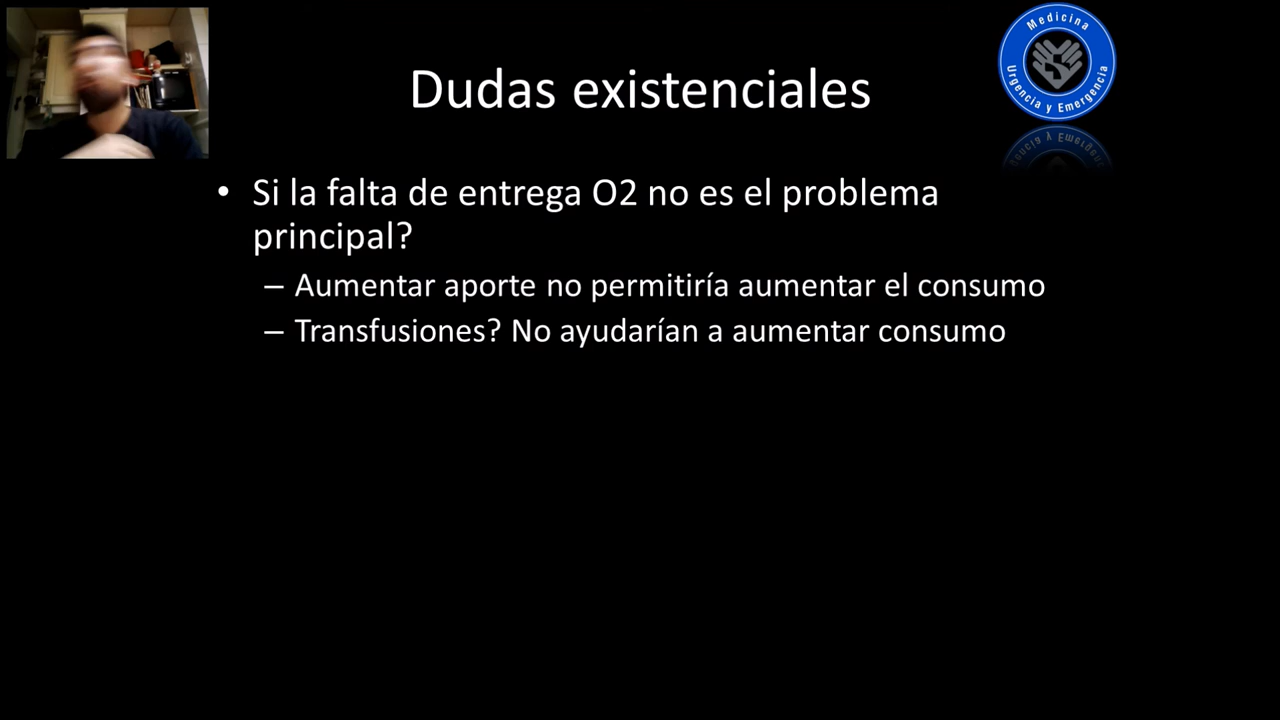 Dudas existenciales
Medicina
Urgencia y Emergencia
• Si la falta de entrega O2 no es el problema
principal?
– Aumentar aporte no permitiría aumentar el consumo
– Transfusiones? No ayudarían a aumentar consumo